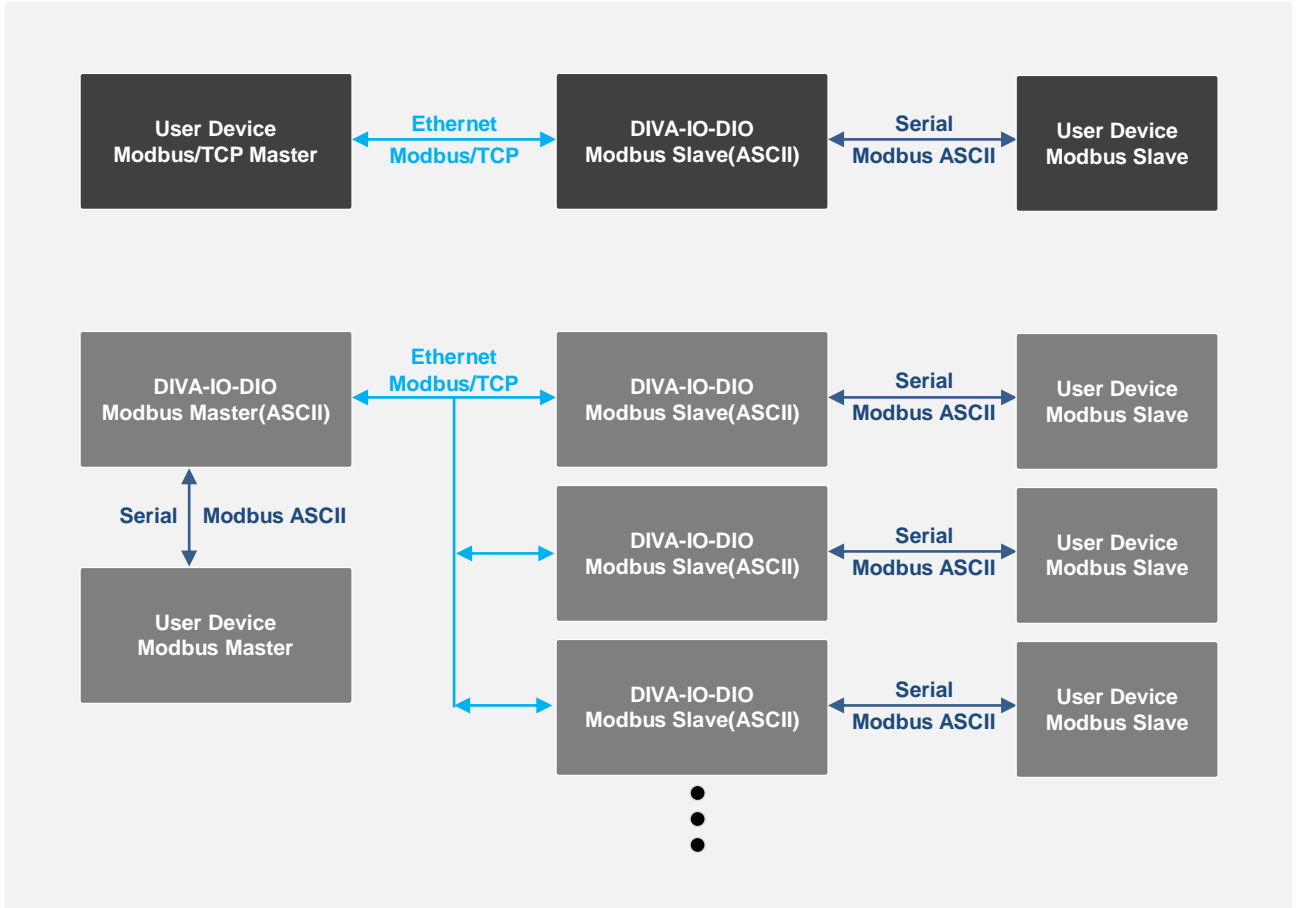 User Device
Modbus/TCP Master
Ethernet
Modbus/TCP
DIVA-IO-DIO
Modbus Slave(ASCII)
Serial
Modbus ASCII
User Device
Modbus Slave
DIVA-IO-DIO
Modbus Master(ASCII)
Ethernet
Modbus/TCP
DIVA-IO-DIO
Modbus Slave(ASCII)
Serial
Modbus ASCII
User Device
Modbus Slave
Serial
Modbus ASCII
DIVA-IO-DIO
Modbus Slave(ASCII)
Serial
Modbus ASCII
User Device
Modbus Slave
User Device
Modbus Master
DIVA-IO-DIO
Modbus Slave(ASCII)
Serial
Modbus ASCII
User Device
Modbus Slave